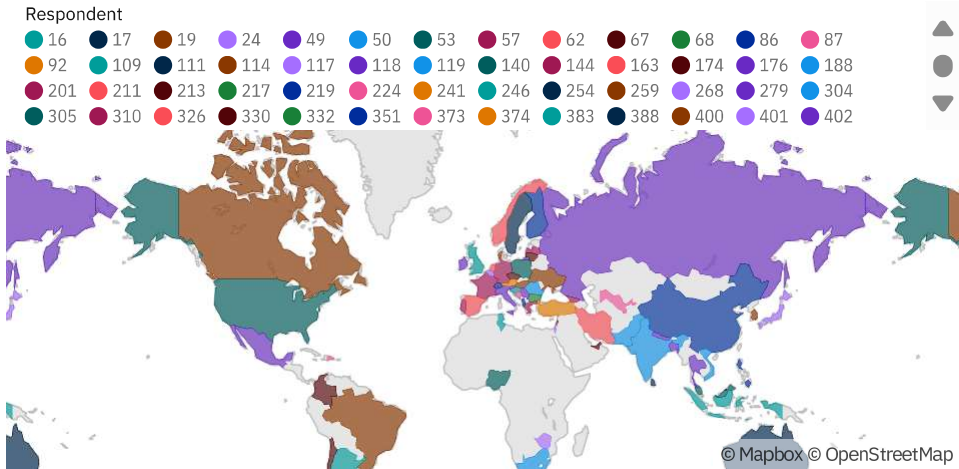 Respondent
16 17 19 24 49 50 53 57 62 67 68 86 87
92 109 111 114 117 118 119 140 144 163 174 176 188
201 211 213 217 219 224 241 246 254 259 268 279 304
305 310 326 330 332 351 373 374 383 388 400 401 402
© Mapbox © OpenStreetMap